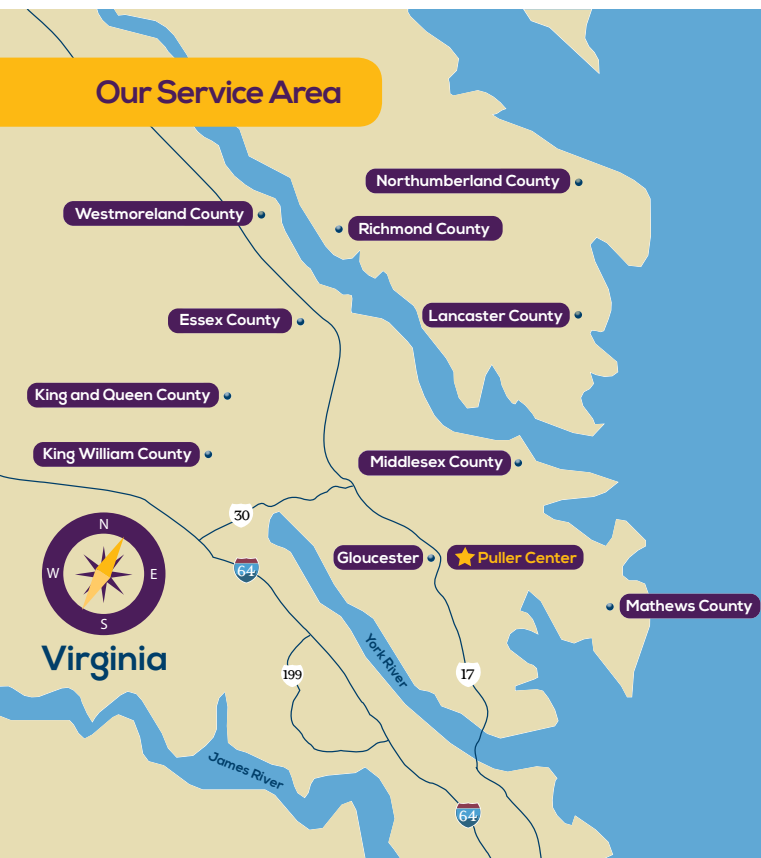 Our Service Area
Northumberland County
Westmoreland County
Richmond County
Lancaster County
Essex County
King and Queen County
King William County
Middlesex County
30
N
W
E
S
64
Gloucester
Puller Center
Mathews County
Virginia
York River
199
17
James River
64